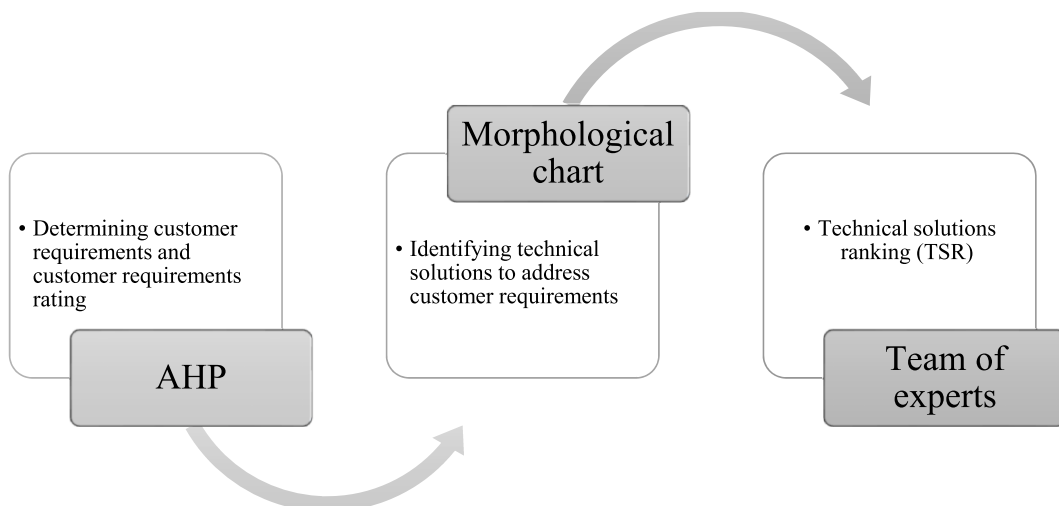 • Determining customer
requirements and
customer requirements
rating
AHP
Morphological
chart
• Identifying technical
solutions to address
customer requirements
• Technical solutions
ranking (TSR)
Team of
experts